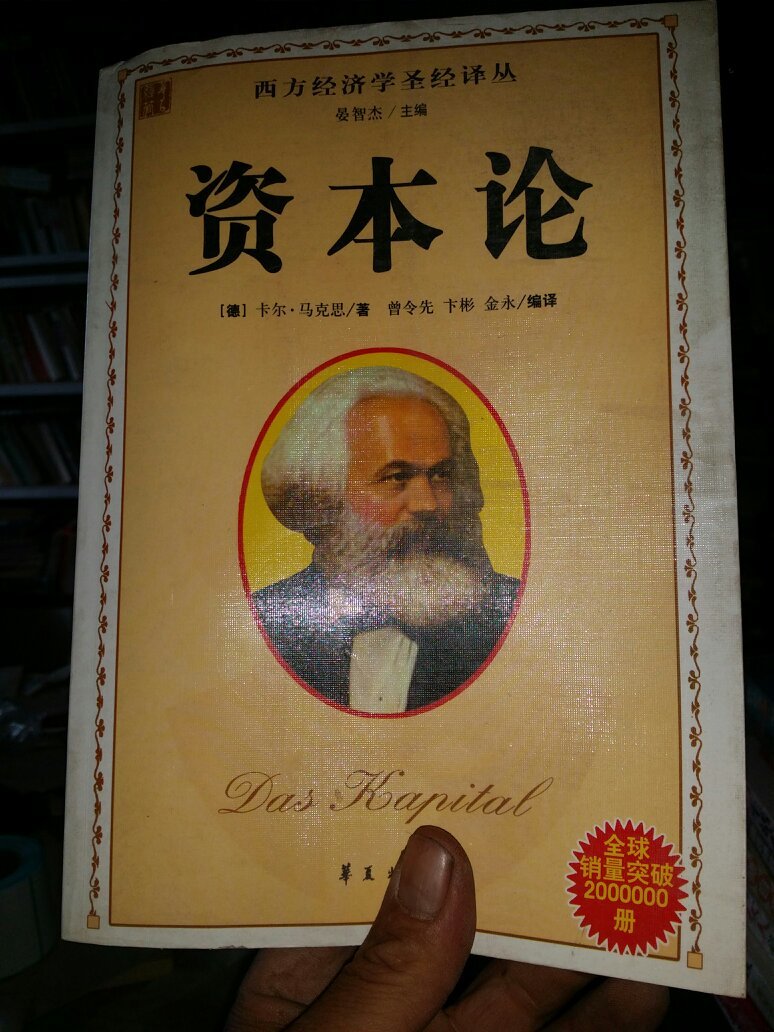 西方经济学圣经译丛
晏智杰/主编
资本论
[德] 卡尔·马克思/著 曾令先 卞彬 金永/编译
Das Kapital
華夏
全球
销量突破
2000000
册